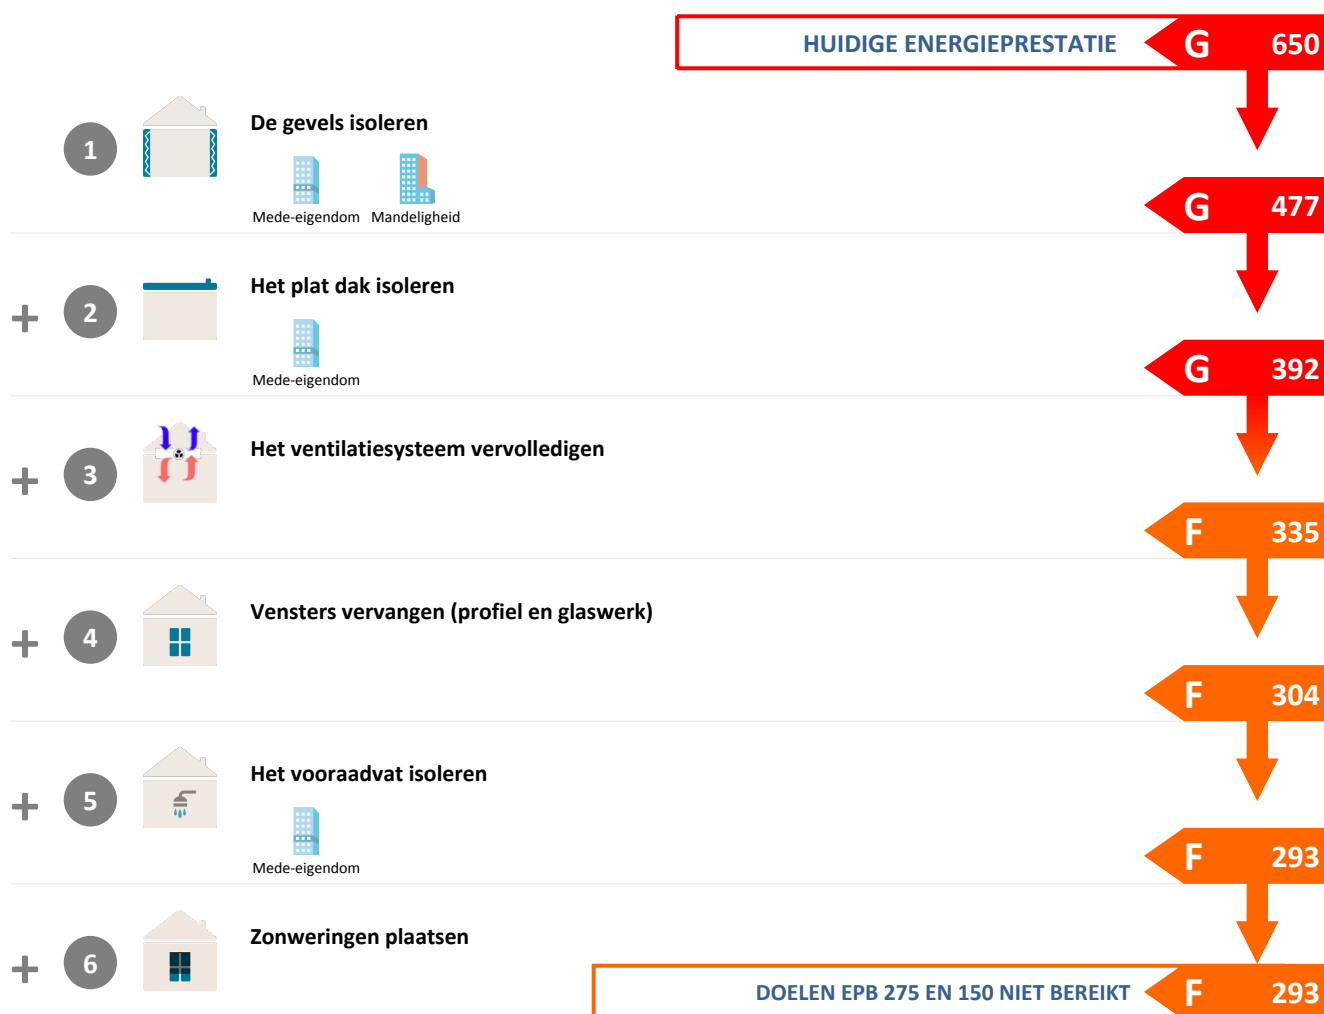 HUIDIGE ENERGIEPRESTATIE G 650
1 De gevels isoleren
Mede-eigendom Mandeligheid
G 477
+ 2 Het plat dak isoleren
Mede-eigendom
G 392
+ 3 Het ventilatiesysteem vervolledigen
F 335
+ 4 Vensters vervangen (profiel en glaswerk)
F 304
+ 5 Het vooraadvat isoleren
Mede-eigendom
F 293
+ 6 Zonweringen plaatsen
DOELEN EPB 275 EN 150 NIET BEREIKT F 293